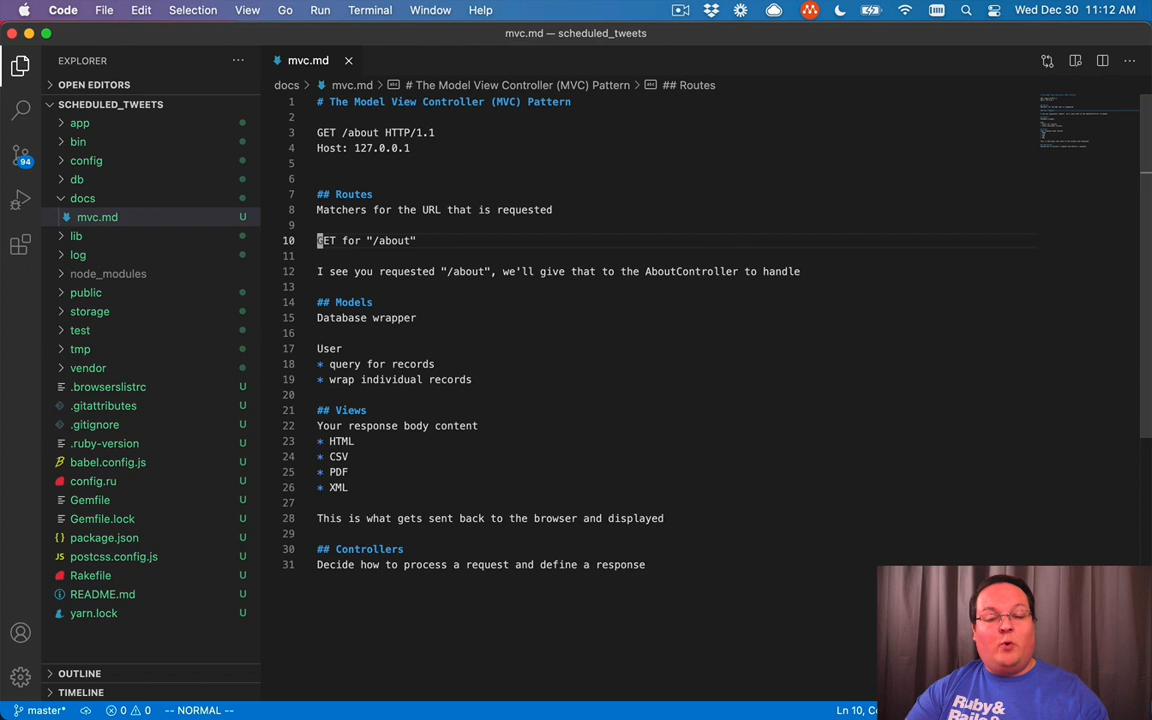 Code File Edit Selection View Go Run Terminal Window Help Wed Dec 30 11:12 AM
mvc.md — scheduled_tweets
EXPLORER ···
mvc.md
OPEN EDITORS
docs > mvc.md > # The Model View Controller (MVC) Pattern > ## Routes
SCHEDULED_TWEETS
app
bin
config
db
docs
mvc.md U
lib
log
node_modules
public
storage
test
tmp
vendor
.browserslistrc U
.gitattributes U
.gitignore U
.ruby-version U
babel.config.js U
config.ru U
Gemfile U
Gemfile.lock U
package.json U
postcss.config.js U
Rakefile U
README.md U
yarn.lock U
OUTLINE
TIMELINE
94
1 # The Model View Controller (MVC) Pattern
2
3 GET /about HTTP/1.1
4 Host: 127.0.0.1
5
6
7 ## Routes
8 Matchers for the URL that is requested
9
10 GET for "/about"
11
12 I see you requested "/about", we'll give that to the AboutController to handle
13
14 ## Models
15 Database wrapper
16
17 User
18 * query for records
19 * wrap individual records
20
21 ## Views
22 Your response body content
23 * HTML
24 * CSV
25 * PDF
26 * XML
27
28 This is what gets sent back to the browser and displayed
29
30 ## Controllers
31 Decide how to process a request and define a response
Ruby&
Rails
master* 0 0 -- NORMAL -- Ln 10,